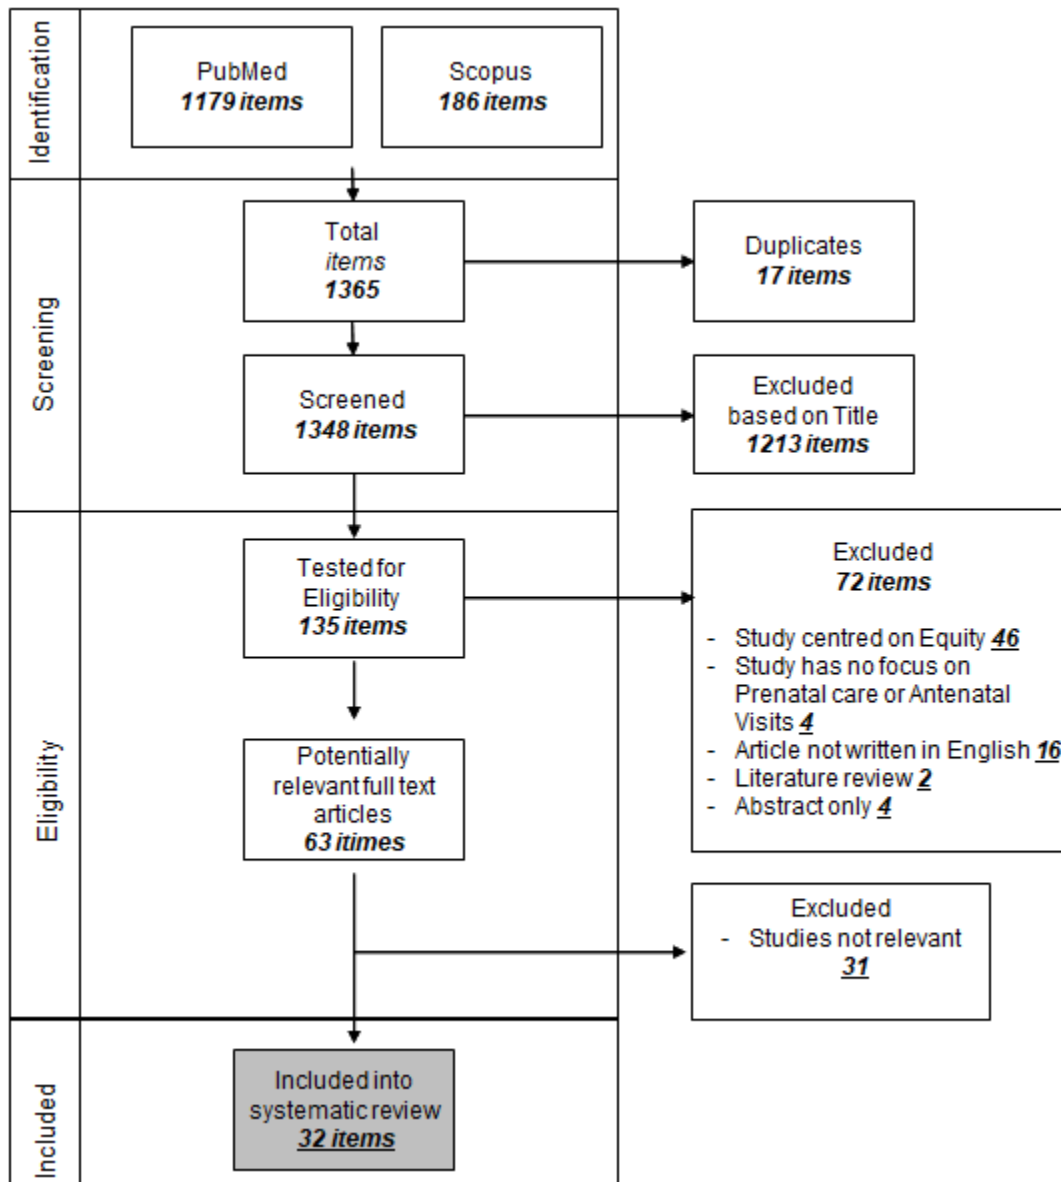 Identification
PubMed
1179 items
Scopus
186 items
Screening
Total
items
1365
Duplicates
17 items
Screened
1348 items
Excluded
based on Title
1213 items
Eligibility
Tested for
Eligibility
135 items
Excluded
72 items
- Study centred on Equity 46
- Study has no focus on
Prenatal care or Antenatal
Visits 4
- Article not written in English 16
- Literature review 2
- Abstract only 4
Potentially
relevant full text
articles
63 itimes
Excluded
- Studies not relevant
31
Included
Included into
systematic review
32 items